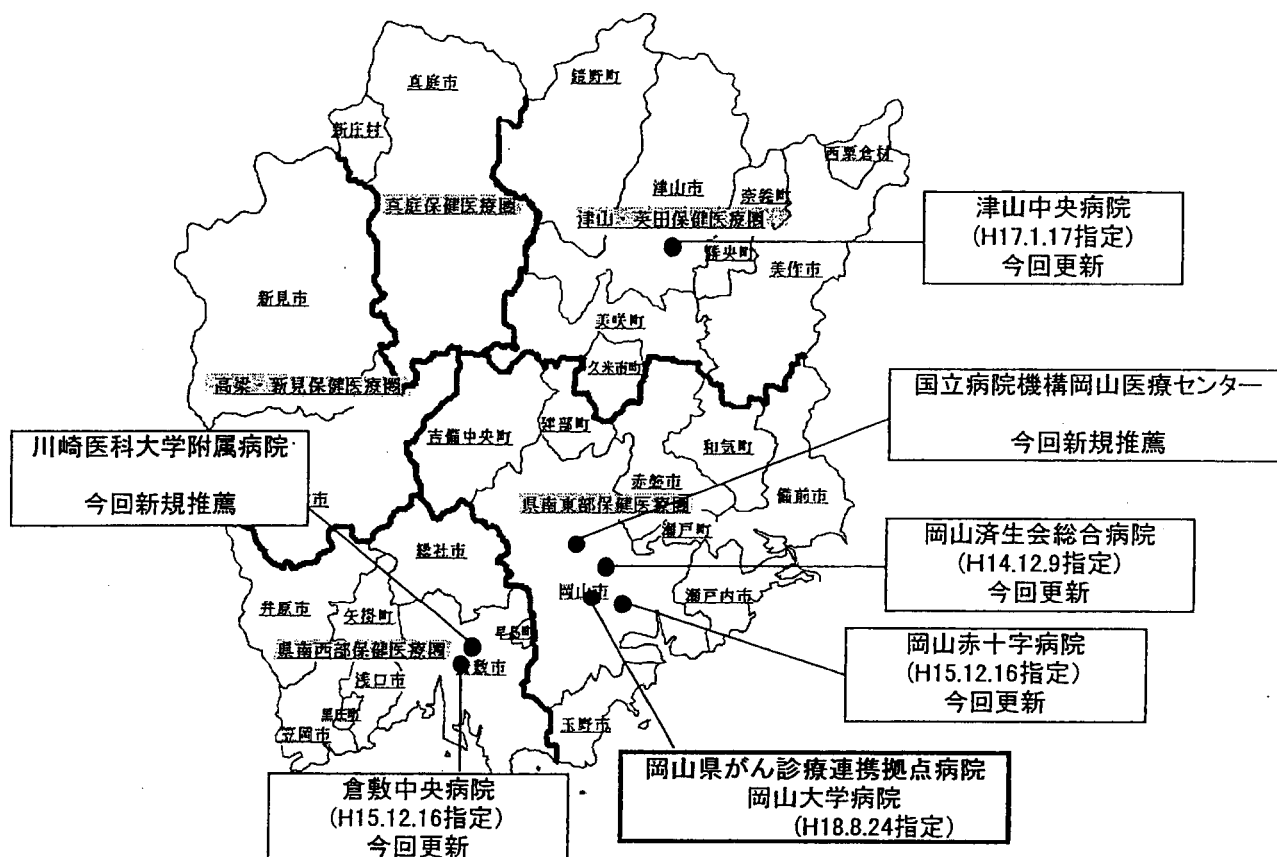 真庭市
鏡野町
新庄村
西粟倉村
津山市
奈義町
真庭保健医療圏
津山・英田保健医療圏
津山中央病院
(H17.1.17指定)
今回更新
勝央町
美作市
新見市
美咲町
久米南町
高梁・新見保健医療圏
国立病院機構岡山医療センター
今回新規推薦
吉備中央町
建部町
和気町
川崎医科大学附属病院
今回新規推薦
赤磐市
備前市
市
県南東部保健医療圏
瀬戸町
岡山済生会総合病院
(H14.12.9指定)
今回更新
総社市
岡山市
瀬戸内市
井原市
矢掛町
早島町
岡山赤十字病院
(H15.12.16指定)
今回更新
県南西部保健医療圏
敷市
浅口市
里庄町
笠岡市
玉野市
岡山県がん診療連携拠点病院
岡山大学病院
(H18.8.24指定)
倉敷中央病院
(H15.12.16指定)
今回更新